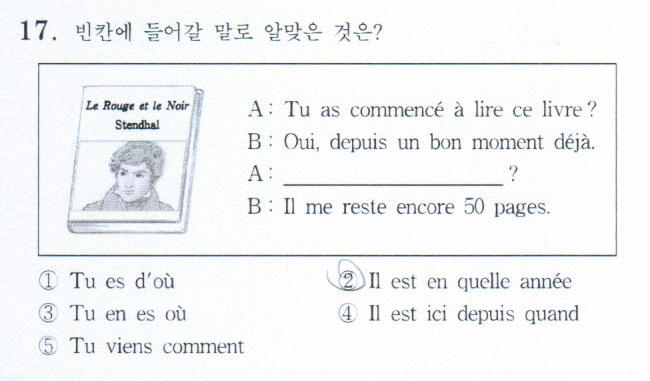 17. 빈칸에 들어갈 말로 알맞은 것은?
Le Rouge et le Noir
Stendhal
A : Tu as commencé à lire ce livre ?
B : Oui, depuis un bon moment déjà.
A : ____________________ ?
B : Il me reste encore 50 pages.
① Tu es d'où
② Il est en quelle année
③ Tu en es où
④ Il est ici depuis quand
⑤ Tu viens comment